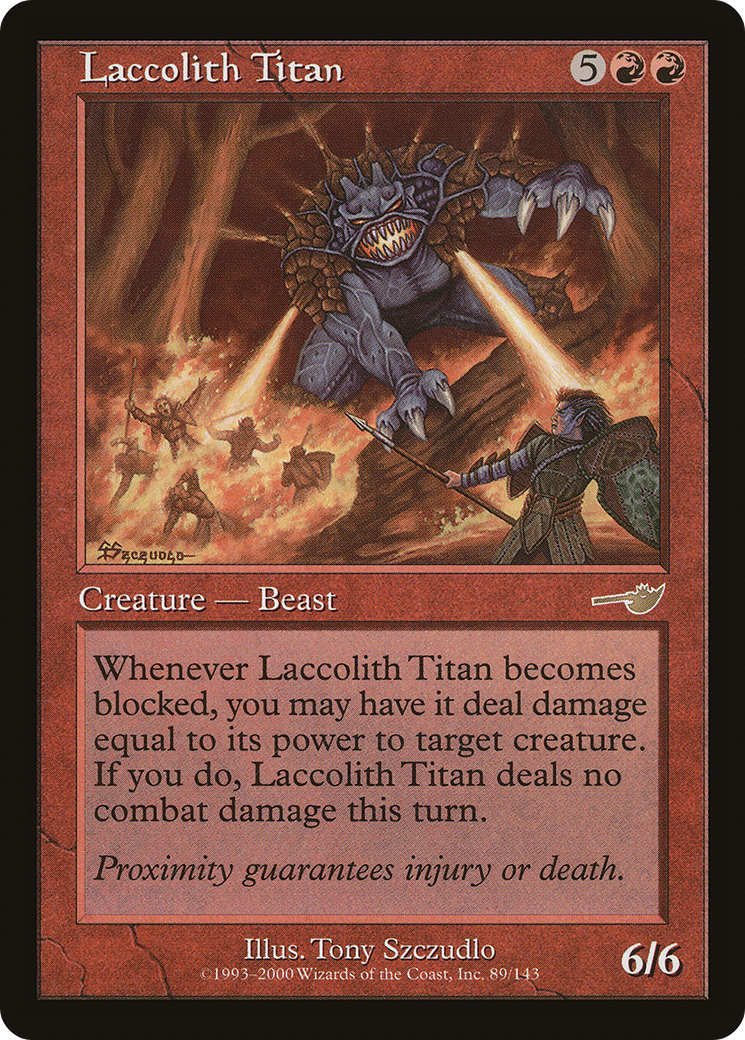 Laccolith Titan 5
SZCZUDLO
Creature — Beast
Whenever Laccolith Titan becomes
blocked, you may have it deal damage
equal to its power to target creature.
If you do, Laccolith Titan deals no
combat damage this turn.
Proximity guarantees injury or death.
Illus. Tony Szczudlo
©1993–2000 Wizards of the Coast, Inc. 89/143
6/6